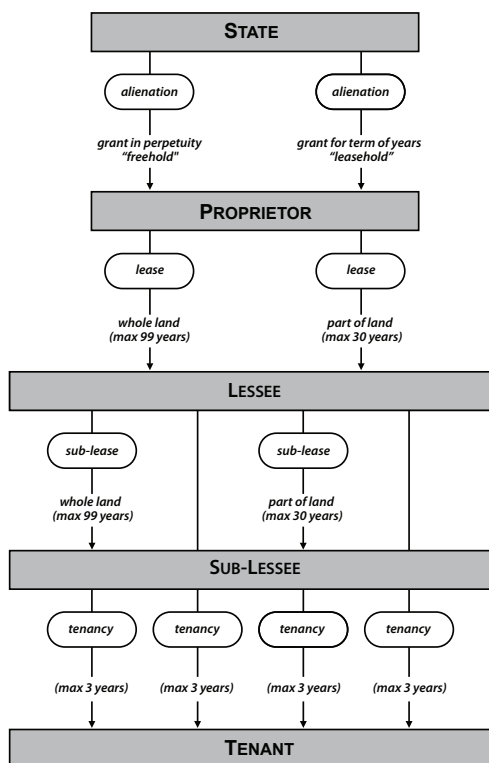 STATE
alienation alienation
grant in perpetuity grant for term of years
“freehold" “leasehold”
PROPRIETOR
lease lease
whole land part of land
(max 99 years) (max 30 years)
LESSEE
sub-lease sub-lease
whole land part of land
(max 99 years) (max 30 years)
SUB-LESSEE
tenancy tenancy tenancy tenancy
(max 3 years) (max 3 years) (max 3 years) (max 3 years)
TENANT